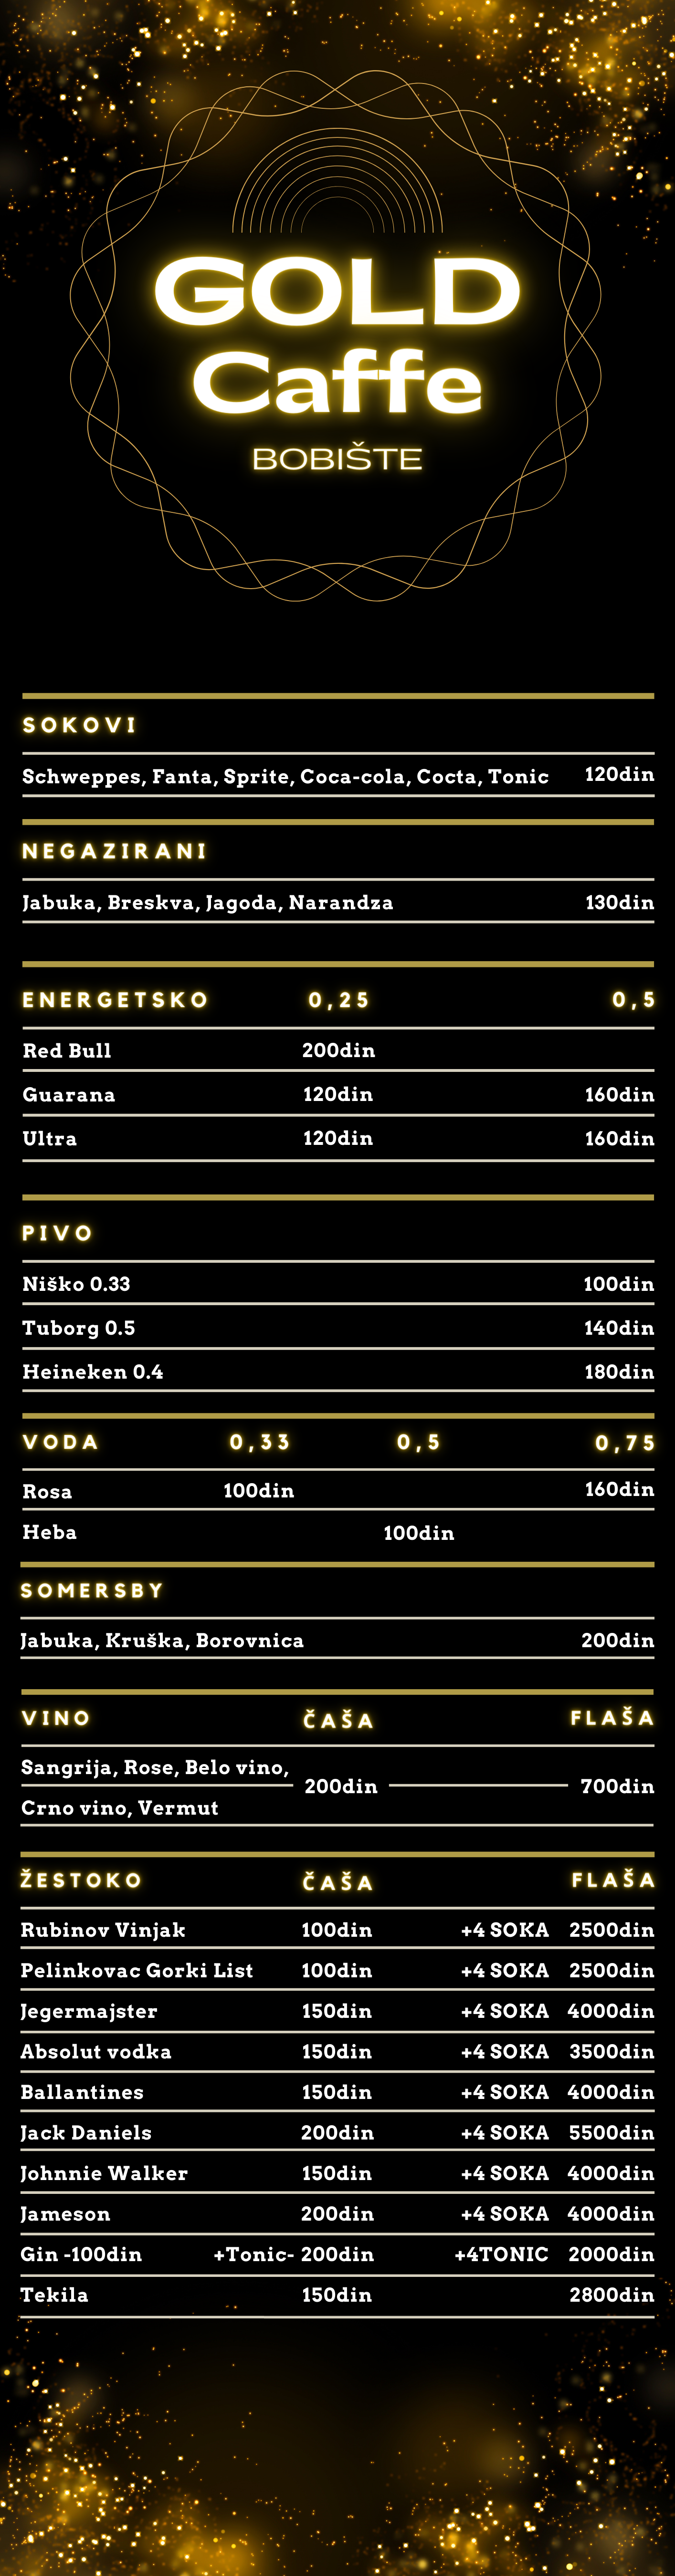 GOLD
Caffe
BOBIŠTE
SOKOVI
Schweppes, Fanta, Sprite, Coca-cola, Cocta, Tonic 120din
NEGAZIRANI
Jabuka, Breskva, Jagoda, Narandza 130din
ENERGETSKO 0,25 0,5
Red Bull 200din
Guarana 120din 160din
Ultra 120din 160din
PIVO
Niško 0.33 100din
Tuborg 0.5 140din
Heineken 0.4 180din
VODA 0,33 0,5 0,75
Rosa 100din 160din
Heba 100din
SOMERSBY
Jabuka, Kruška, Borovnica 200din
VINO ČAŠA FLAŠA
Sangrija, Rose, Belo vino,
200din 700din
Crno vino, Vermut
ŽESTOKO ČAŠA FLAŠA
Rubinov Vinjak 100din +4 SOKA 2500din
Pelinkovac Gorki List 100din +4 SOKA 2500din
Jegermajster 150din +4 SOKA 4000din
Absolut vodka 150din +4 SOKA 3500din
Ballantines 150din +4 SOKA 4000din
Jack Daniels 200din +4 SOKA 5500din
Johnnie Walker 150din +4 SOKA 4000din
Jameson 200din +4 SOKA 4000din
Gin -100din +Tonic- 200din +4TONIC 2000din
Tekila 150din 2800din